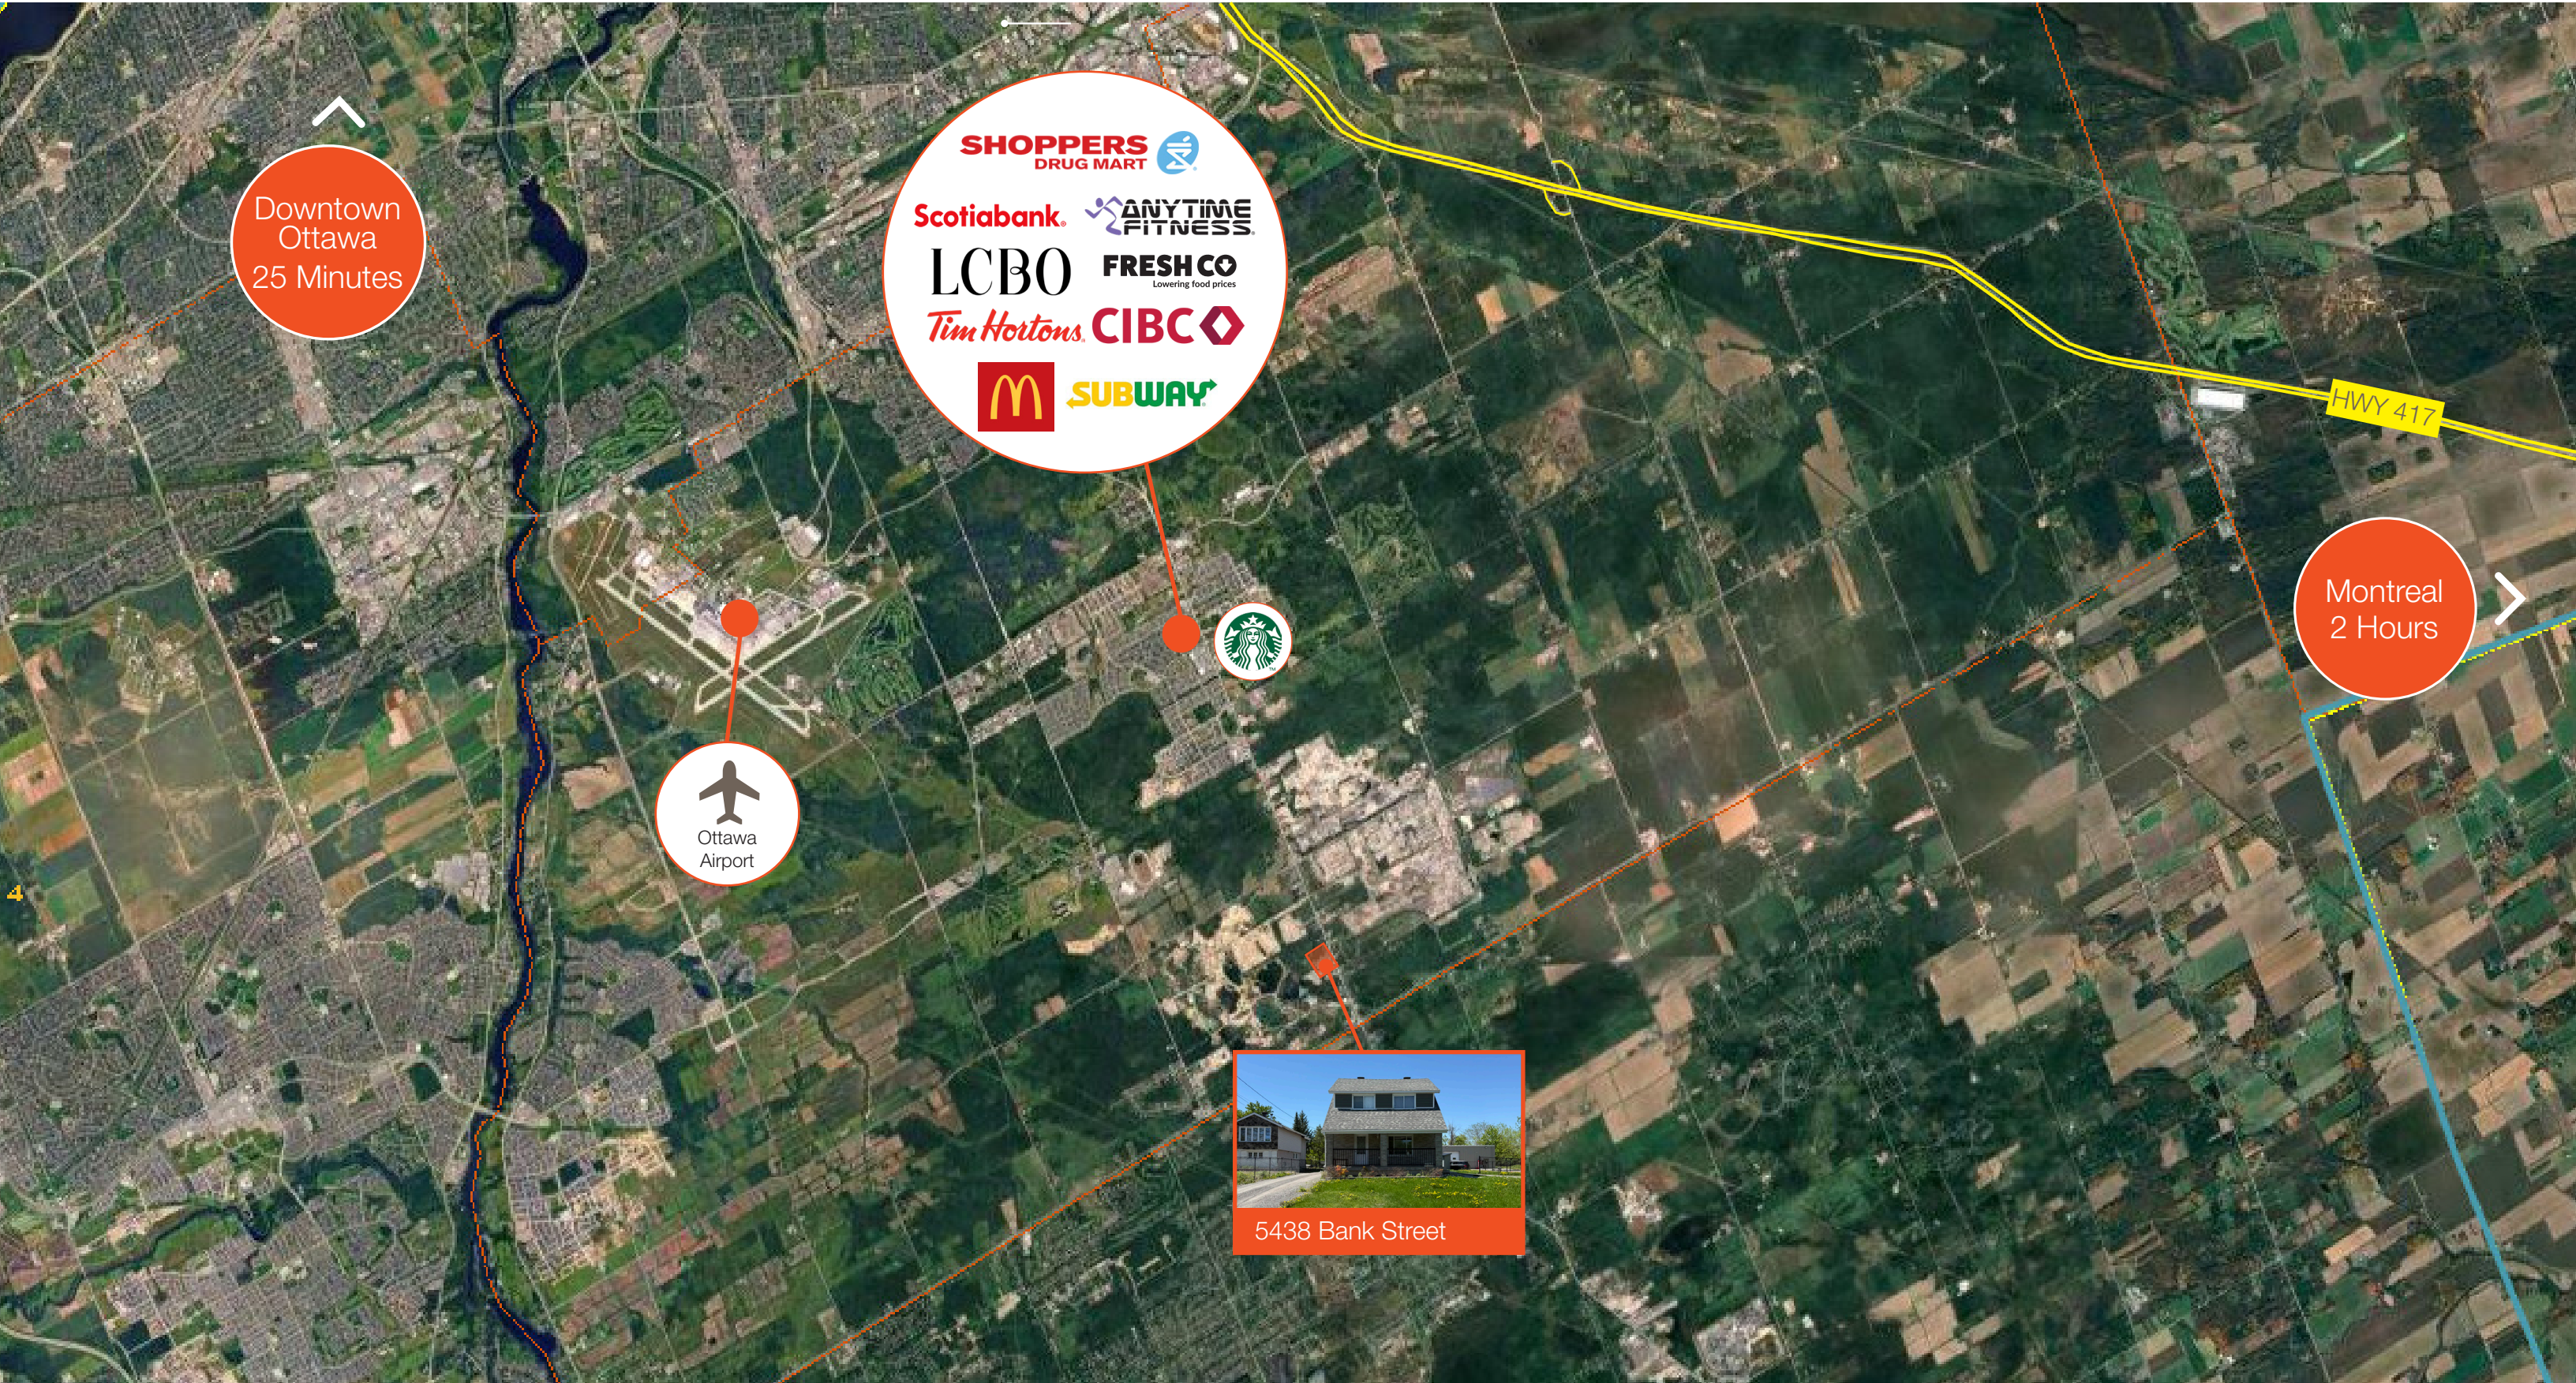 Downtown
Ottawa
25 Minutes
SHOPPERS
DRUG MART
Scotiabank
ANYTIME
FITNESS
LCBO
FRESHCO
Lowering food prices
Tim Hortons
CIBC
SUBWAY
HWY 417
Montreal
2 Hours
Ottawa
Airport
4
5438 Bank Street